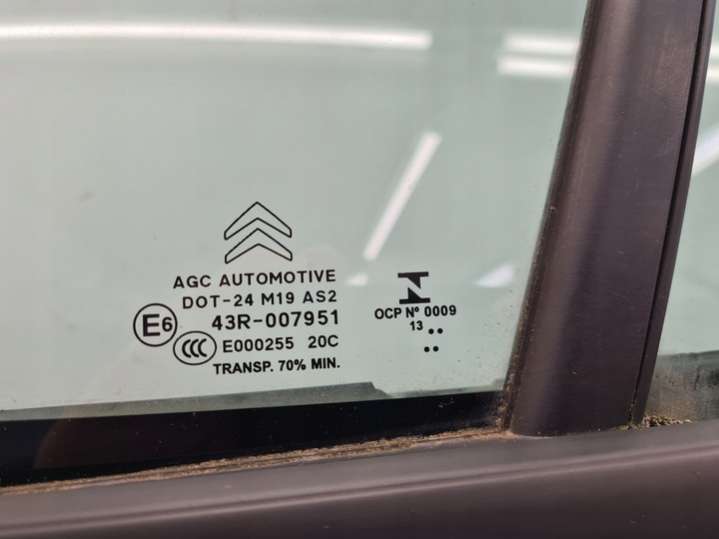 AGC AUTOMOTIVE
DOT-24 M19 AS2
E6 43R-007951
CCC E000255 20C
TRANSP. 70% MIN.
N
OCP Nº 0009
13